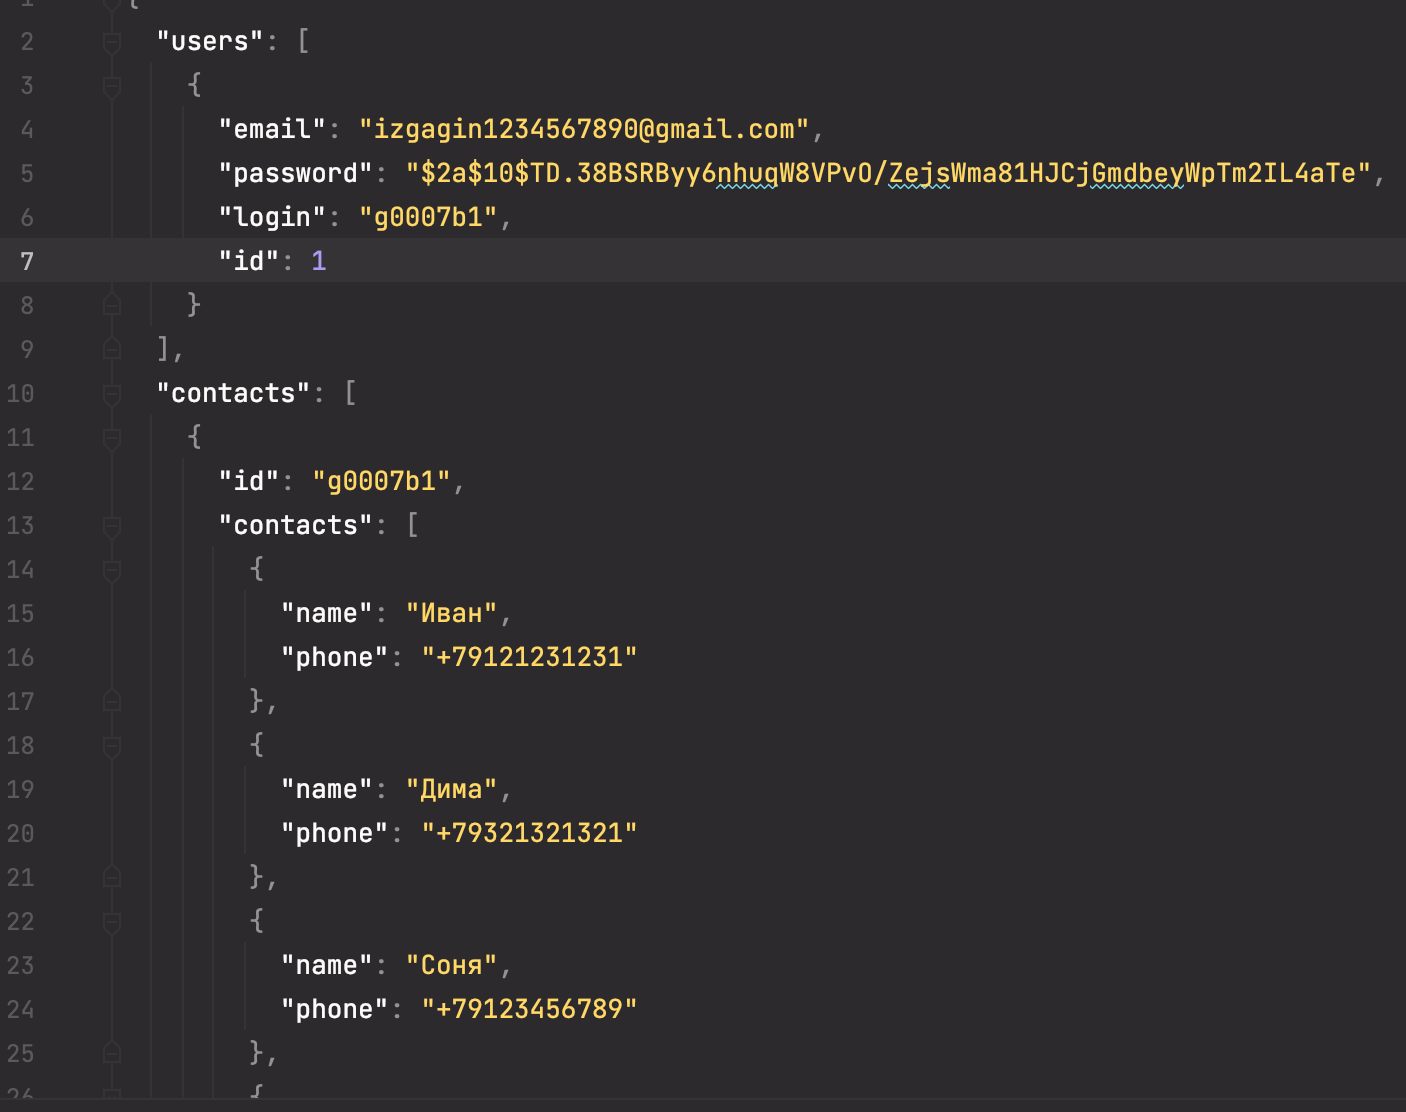 1 {
2 "users": [
3 {
4 "email": "izgagin1234567890@gmail.com",
5 "password": "$2a$10$TD.38BSRByy6nhuqW8VPvO/ZejsWma81HJCjGmdbeyWpTm2IL4aTe",
6 "login": "g0007b1",
7 "id": 1
8 }
9 ],
10 "contacts": [
11 {
12 "id": "g0007b1",
13 "contacts": [
14 {
15 "name": "Иван",
16 "phone": "+79121231231"
17 },
18 {
19 "name": "Дима",
20 "phone": "+79321321321"
21 },
22 {
23 "name": "Соня",
24 "phone": "+79123456789"
25 },
26 {